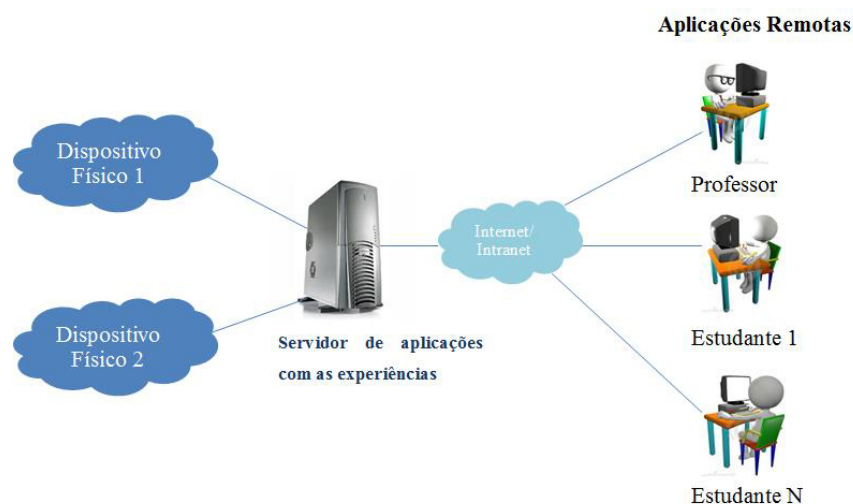 Aplicações Remotas
Dispositivo
Físico 1
Professor
Internet/
Intranet
Dispositivo
Físico 2
Servidor de aplicações
com as experiências
Estudante 1
Estudante N